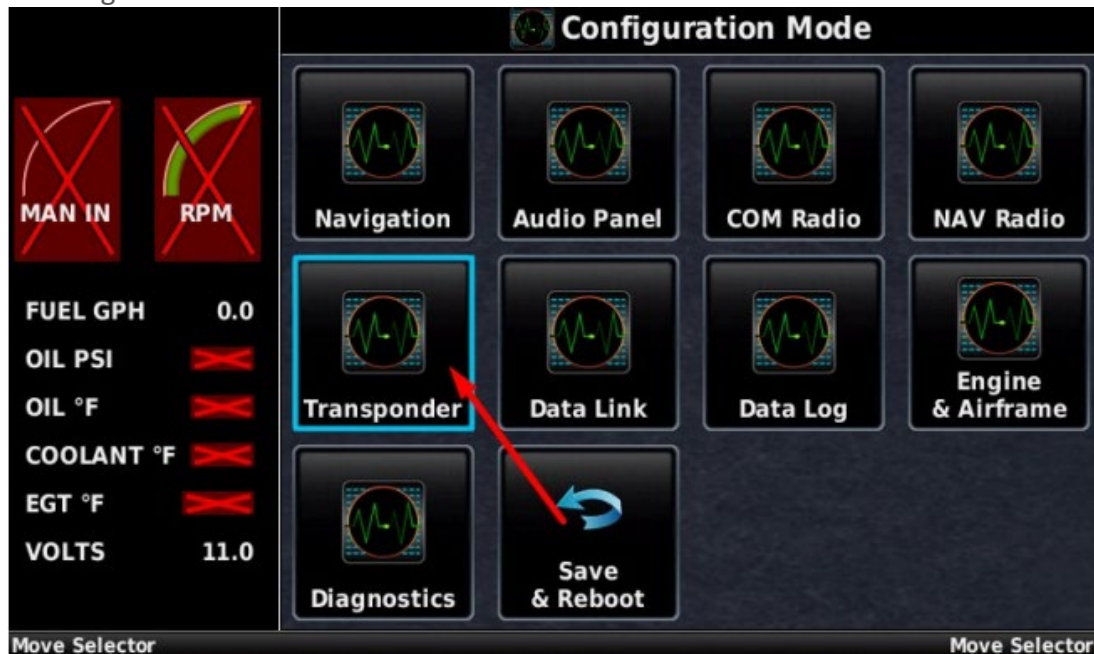 Configuration Mode
MAN IN
RPM
FUEL GPH 0.0
OIL PSI
OIL °F
COOLANT °F
EGT °F
VOLTS 11.0
Navigation
Audio Panel
COM Radio
NAV Radio
Transponder
Data Link
Data Log
Engine
& Airframe
Diagnostics
Save
& Reboot
Move Selector
Move Selector